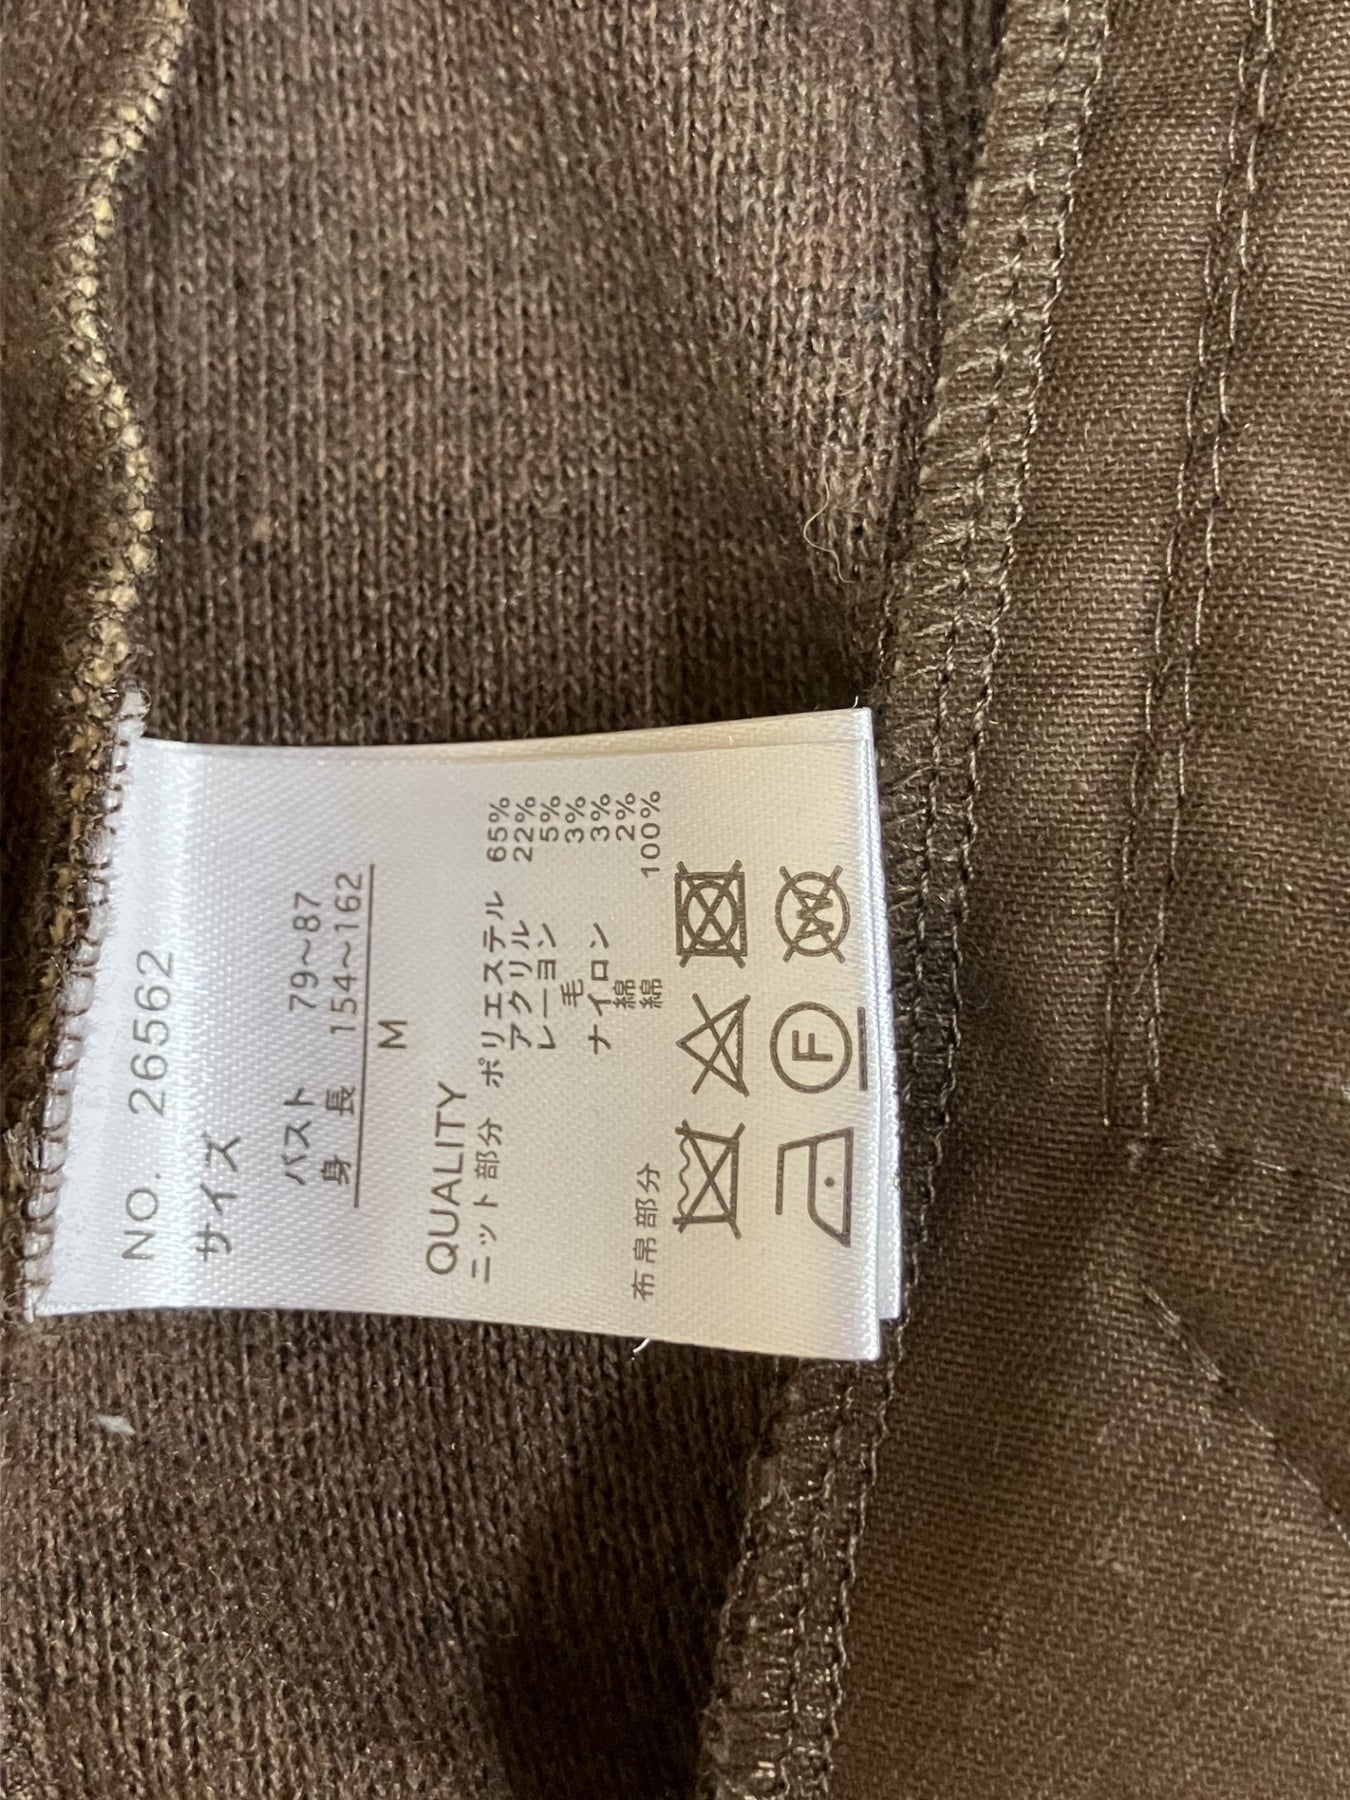 NO. 26562
サイズ
バスト 79~87
身 長 154~162
M
QUALITY
ニット部分 ポリエステル 65%
アクリル 22%
レーヨン 5%
毛 3%
ナイロン 3%
綿 2%
布帛部分 綿 100%
W
F